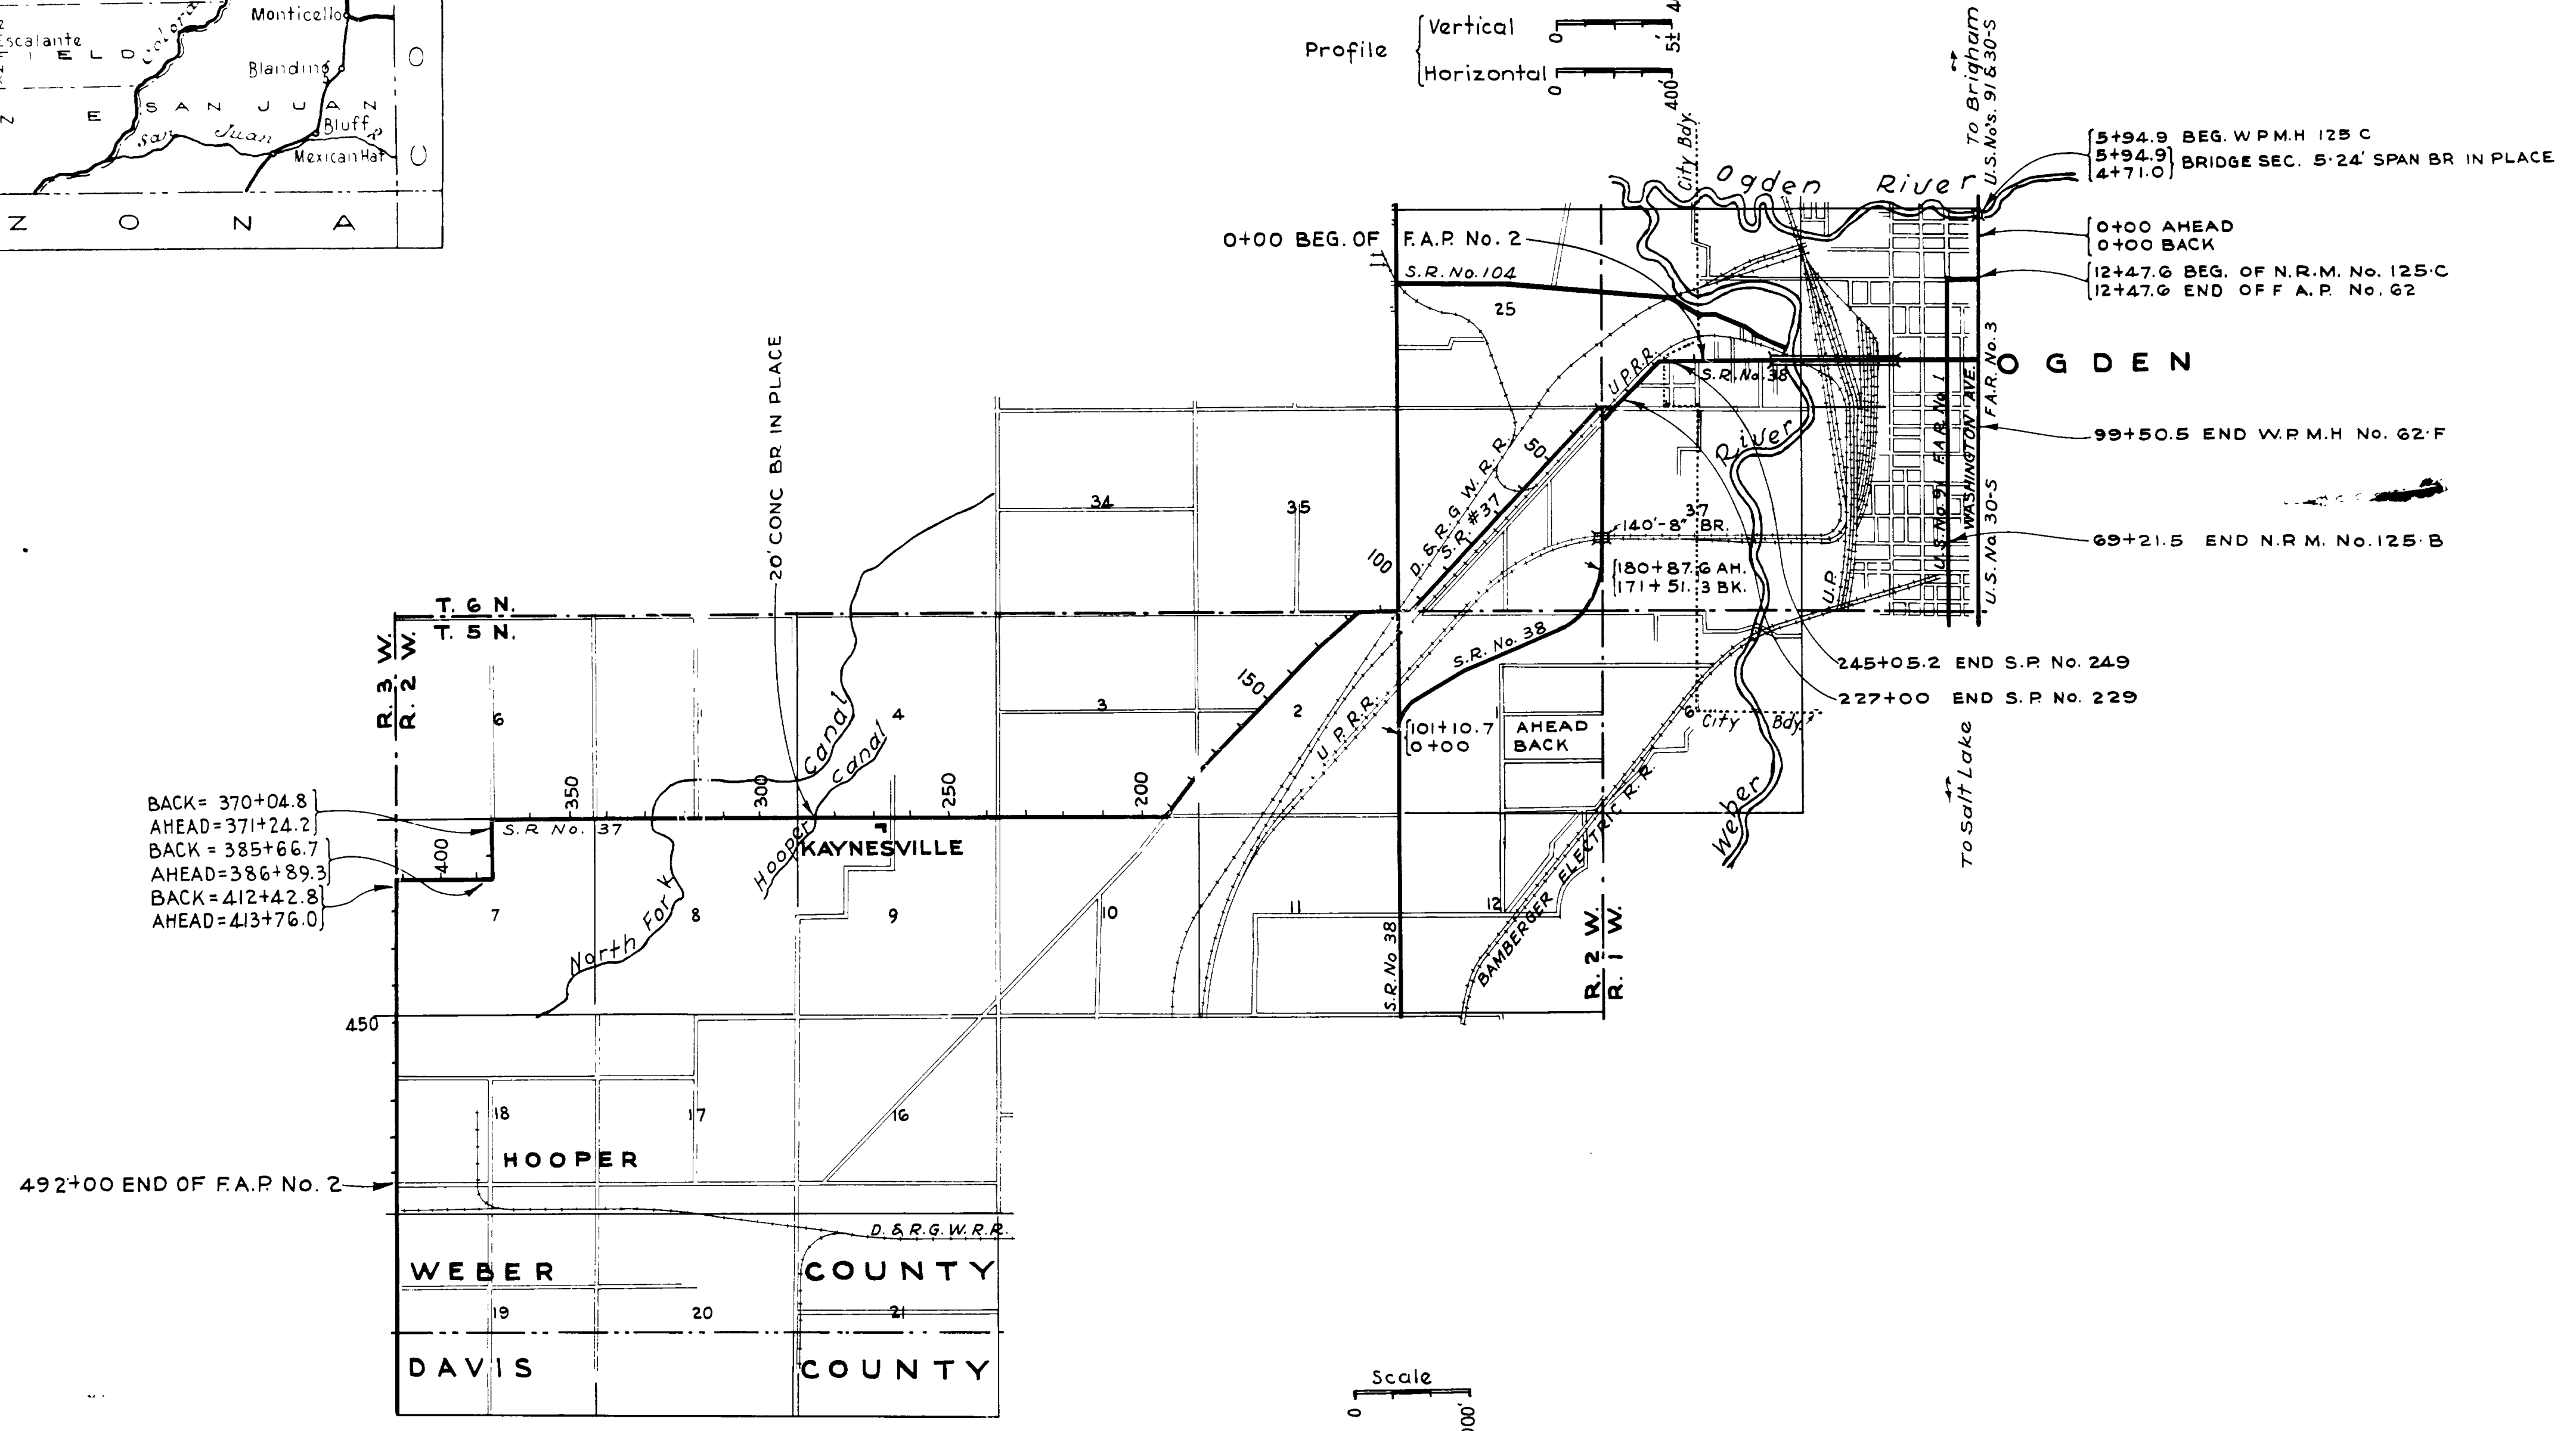 Monticello
Escalante
I E L D
Colora
Blanding
O
S A N J U A N
Z E
San Juan R
Bluff
Mexican Hat
O
Z O N A
Profile
Vertical
0
5±
Horizontal
0
400'
City Bdy.
Ogden River
TO Brigham
U.S.No's. 91 & 30-S
5+94.9 BEG. W P M.H 125 C
5+94.9
4+71.0
BRIDGE SEC. 5-24' SPAN BR IN PLACE
0+00 AHEAD
0+00 BACK
12+47.6 BEG. OF N.R.M. No. 125-C
12+47.6 END OF F A.P. No. 62
0+00 BEG. OF F.A.P. No. 2
S.R. No. 104
25
U.P.R.R.
S.R. No. 38
OGDEN
U.S. No. 91 F.A.R. No. 1
WASHINGTON AVE.
U.S. No. 30-S F.A.R. No. 3
99+50.5 END W.P.M.H No. 62-F
69+21.5 END N.R M. No. 125-B
20' CONC BR IN PLACE
34
35
50
D. & R.G W. R. R.
S.R. #37
100
River
37
140'-8" BR.
180+87.6 AH.
171+51.3 BK.
U.P.
245+05.2 END S.P. No. 249
227+00 END S.P. No. 229
T. 6 N.
T. 5 N.
R. 3 W.
R. 2 W.
6
4
3
150
2
S.R. No. 38
U.P.R.R.
101+10.7 AHEAD
0+00 BACK
1
6
City Bdy.
To Salt Lake
Weber
Canal
Canal
Hooper
350
300
250
200
BACK= 370+04.8
AHEAD=371+24.2
BACK = 385+66.7
AHEAD=386+89.3
BACK=412+42.8
AHEAD=413+76.0
S.R No. 37
400
KAYNESVILLE
7
8
9
10
11
12
North Fork
S.R. No 38
BAMBERGER ELECTRIC R. R.
R. 2 W.
R. 1 W.
450
18
17
16
HOOPER
492+00 END OF F.A.P. No. 2
D. & R.G. W. R.R.
WEBER COUNTY
19
20
21
DAVIS COUNTY
Scale
0